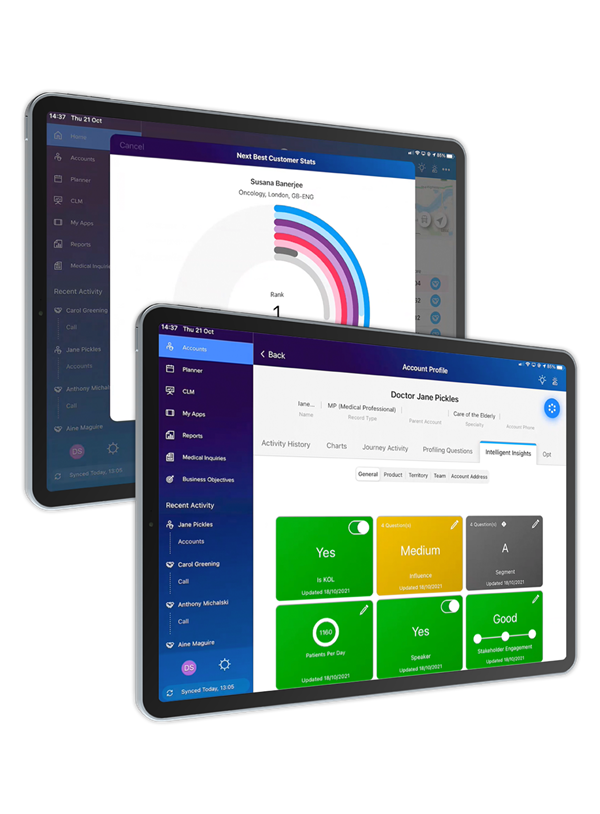 14:37 Thu 21 Oct
85%
Home
Accounts
Planner
CLM
My Apps
Reports
Medical Inquiries
Recent Activity
Carol Greening
Call
Jane Pickles
Accounts
Anthony Michalski
Call
Aine Maguire
DS
Synced Today, 13:05
Cancel
Next Best Customer Stats
Susana Banerjee
Oncology, London, GB-ENG
Rank
1
14:37 Thu 21 Oct
85%
Accounts
Planner
CLM
My Apps
Reports
Medical Inquiries
Business Objectives
Recent Activity
Jane Pickles
Accounts
Carol Greening
Call
Anthony Michalski
Call
Aine Maguire
DS
Synced Today, 13:05
Back
Account Profile
Doctor Jane Pickles
Jane...
Name
MP (Medical Professional)
Record Type
Parent Account
Care of the Elderly
Specialty
Account Phone
Activity History
Charts
Journey Activity
Profiling Questions
Intelligent Insights
Opt
General
Product
Territory
Team
Account Address
Yes
Is KOL
Updated 18/10/2021
4 Question(s)
Medium
Influence
Updated 18/10/2021
4 Question(s)
A
Segment
Updated 18/10/2021
1160
Patients Per Day
Updated 18/10/2021
Yes
Speaker
Updated 18/10/2021
Good
Stakeholder Engagement
Updated 18/10/2021